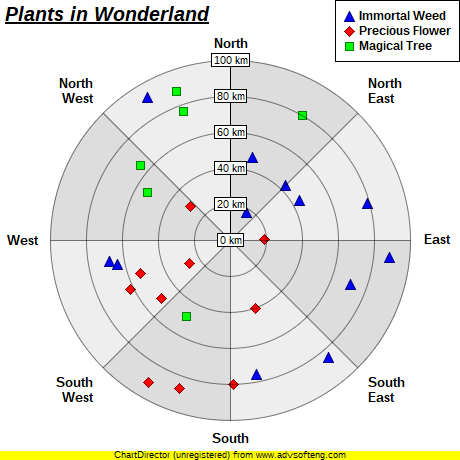 Plants in Wonderland
Immortal Weed
Precious Flower
Magical Tree
North
100 km
North
West
80 km
North
East
60 km
40 km
20 km
West
0 km
East
South
West
South
East
South
ChartDirector (unregistered) from www.advsofteng.com